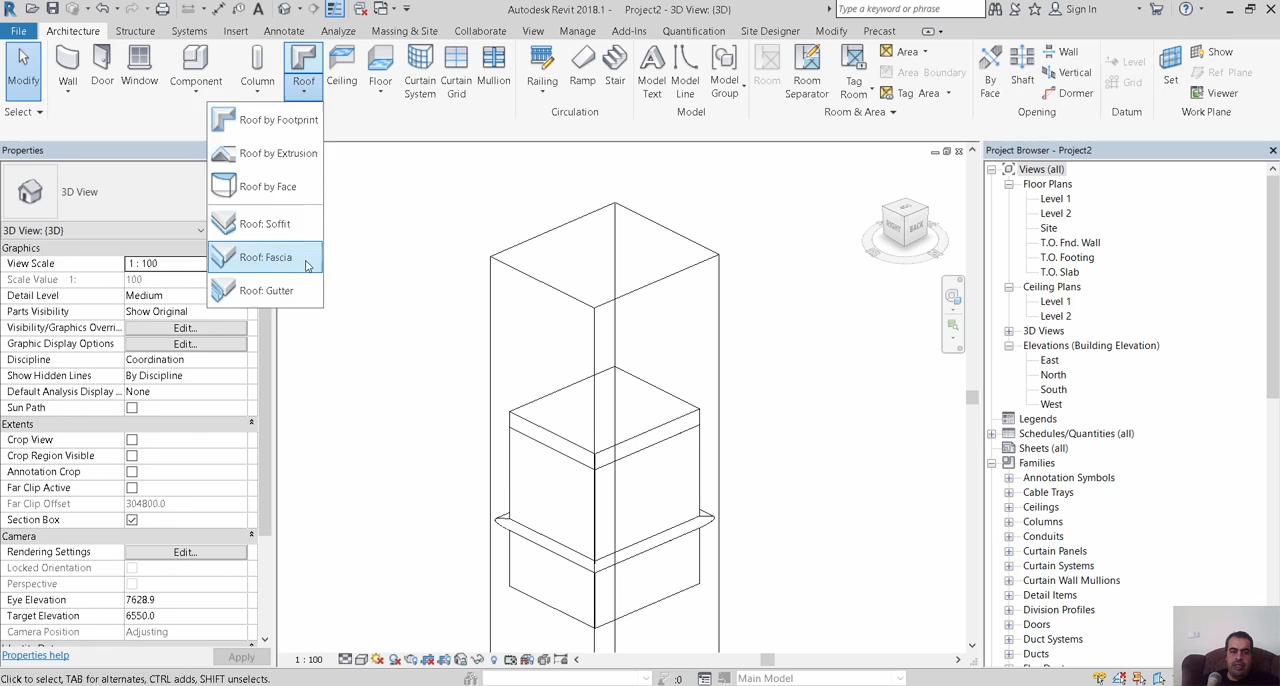 Autodesk Revit 2018.1 - Project2 - 3D View: {3D}
Type a keyword or phrase
Sign In
File Architecture Structure Systems Insert Annotate Analyze Massing & Site Collaborate View Manage Add-Ins Quantification Site Designer Modify Precast
Modify
Wall
Door
Window
Component
Column
Roof
Ceiling
Floor
Curtain System
Curtain Grid
Mullion
Railing
Ramp
Stair
Model Text
Model Line
Model Group
Room
Room Separator
Tag Room
Area
Area Boundary
Tag Area
By Face
Shaft
Wall
Vertical
Dormer
Level
Grid
Set
Show
Ref Plane
Viewer
Select
Circulation
Model
Room & Area
Opening
Datum
Work Plane
Roof by Footprint
Roof by Extrusion
Roof by Face
Roof: Soffit
Roof: Fascia
Roof: Gutter
Properties
3D View
3D View: {3D}
Graphics
View Scale 1 : 100
Scale Value 1: 100
Detail Level Medium
Parts Visibility Show Original
Visibility/Graphics Overri... Edit...
Graphic Display Options Edit...
Discipline Coordination
Show Hidden Lines By Discipline
Default Analysis Display ... None
Sun Path
Extents
Crop View
Crop Region Visible
Annotation Crop
Far Clip Active
Far Clip Offset 304800.0
Section Box
Camera
Rendering Settings Edit...
Locked Orientation
Perspective
Eye Elevation 7628.9
Target Elevation 6550.0
Camera Position Adjusting
Properties help
Apply
RIGHT
BACK
Project Browser - Project2
Views (all)
Floor Plans
Level 1
Level 2
Site
T.O. Fnd. Wall
T.O. Footing
T.O. Slab
Ceiling Plans
Level 1
Level 2
3D Views
Elevations (Building Elevation)
East
North
South
West
Legends
Schedules/Quantities (all)
Sheets (all)
Families
Annotation Symbols
Cable Trays
Ceilings
Columns
Conduits
Curtain Panels
Curtain Systems
Curtain Wall Mullions
Detail Items
Division Profiles
Doors
Duct Systems
Ducts
1 : 100
Click to select, TAB for alternates, CTRL adds, SHIFT unselects.
:0
Main Model